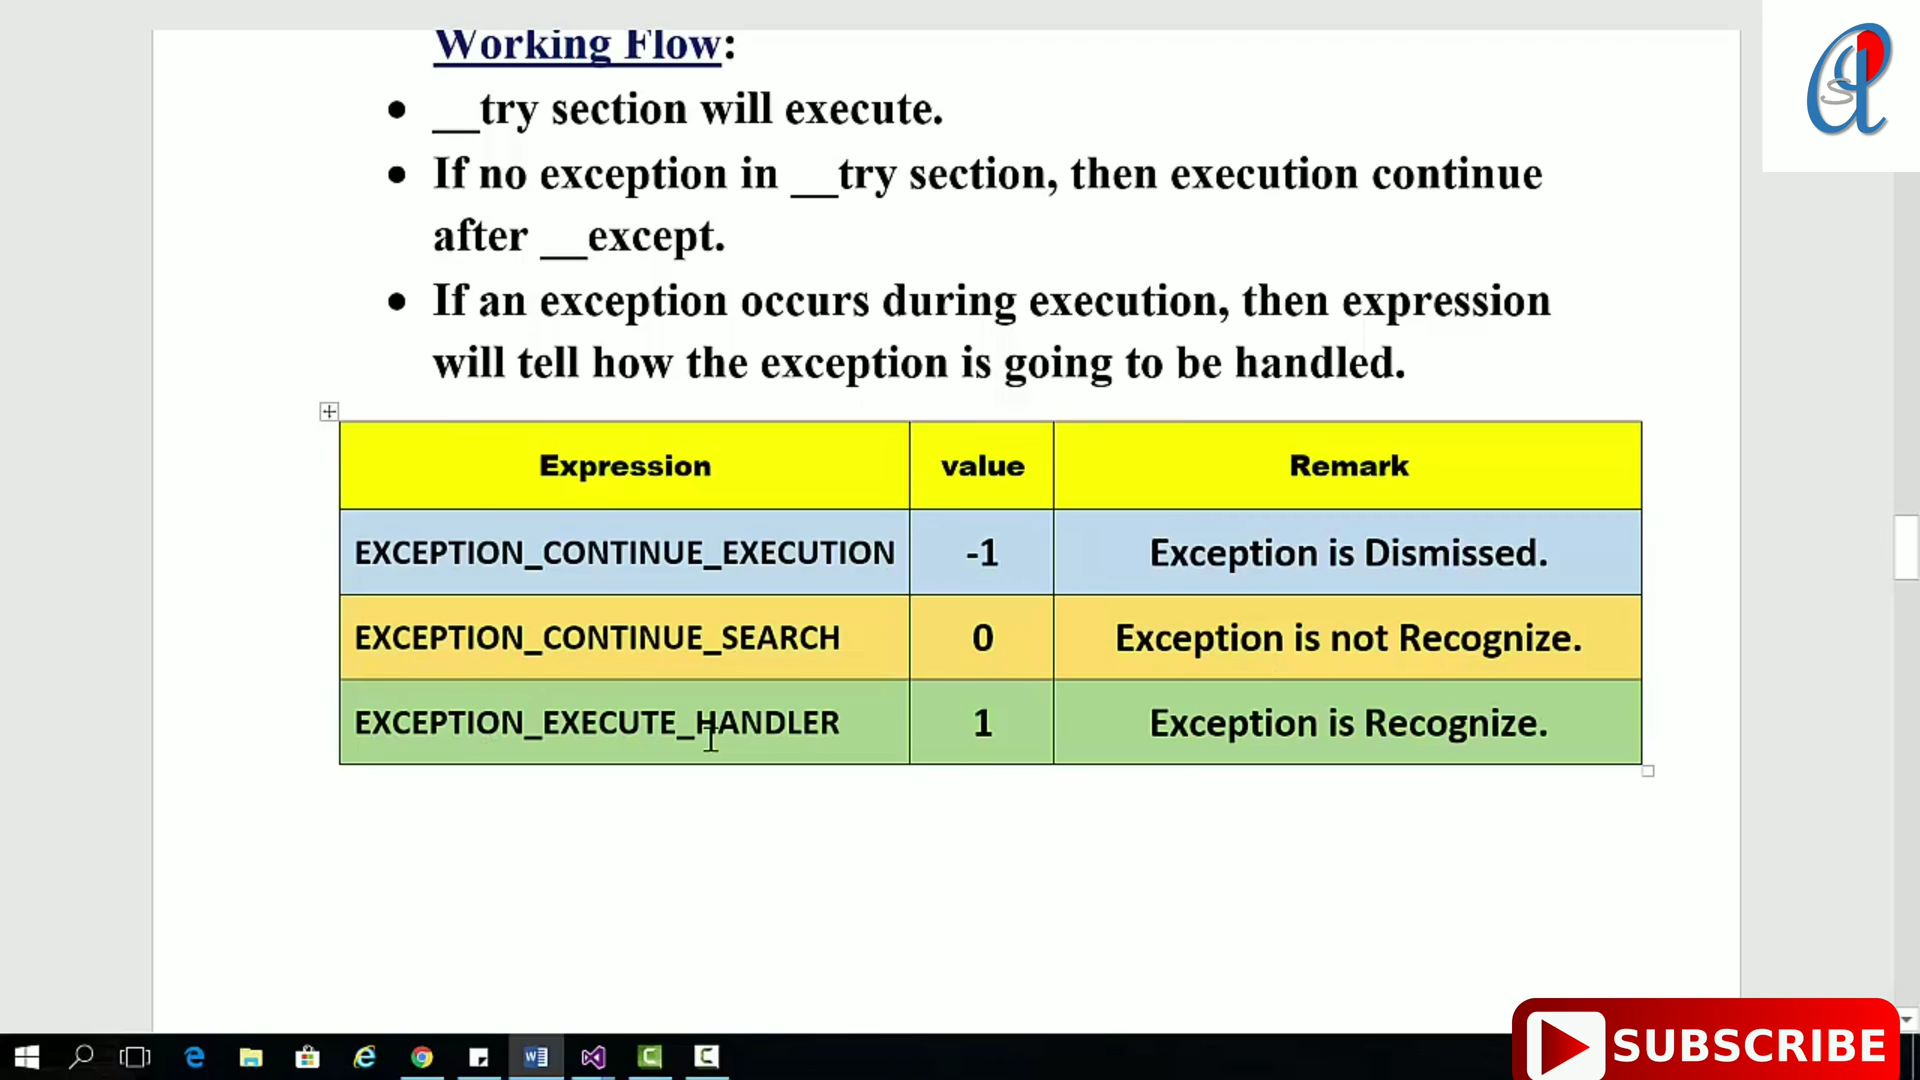 Working Flow:
• __try section will execute.
• If no exception in __try section, then execution continue
after __except.
• If an exception occurs during execution, then expression
will tell how the exception is going to be handled.
Expression value Remark
EXCEPTION_CONTINUE_EXECUTION -1 Exception is Dismissed.
EXCEPTION_CONTINUE_SEARCH 0 Exception is not Recognize.
EXCEPTION_EXECUTE_HANDLER 1 Exception is Recognize.
SUBSCRIBE